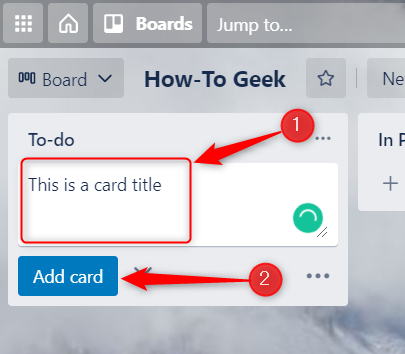 Boards
Jump to...
Board
How-To Geek
Ne
To-do
1
In P
This is a card title
Add card
2